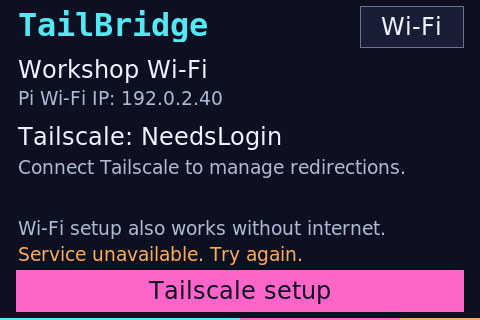 TailBridge
Wi-Fi
Workshop Wi-Fi
Pi Wi-Fi IP: 192.0.2.40
Tailscale: NeedsLogin
Connect Tailscale to manage redirections.
Wi-Fi setup also works without internet.
Service unavailable. Try again.
Tailscale setup